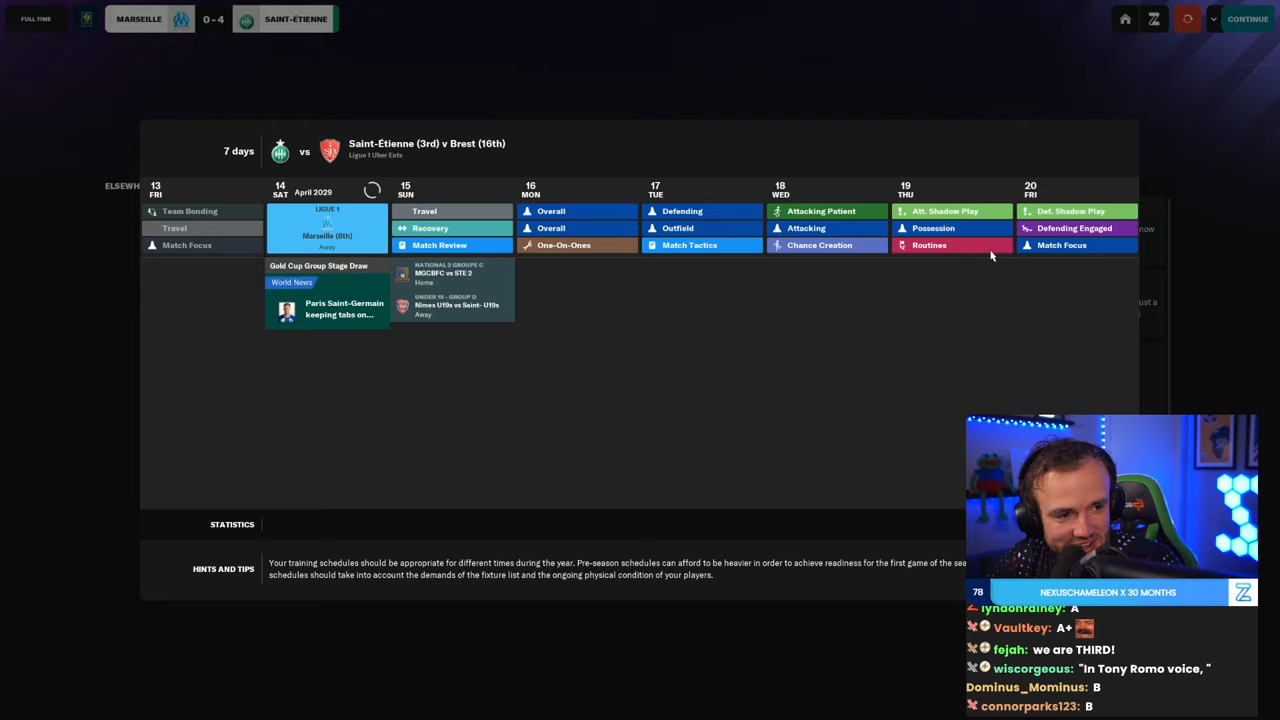 FULL TIME
MARSEILLE
0 - 4
SAINT-ÉTIENNE
CONTINUE
7 days
vs
Saint-Étienne (3rd) v Brest (16th)
Ligue 1 Uber Eats
ELSEWH
13
FRI
14
SAT
April 2029
15
SUN
16
MON
17
TUE
18
WED
19
THU
20
FRI
Team Bonding
Travel
Match Focus
LIGUE 1
Marseille (8th)
Away
Travel
Recovery
Match Review
Overall
Overall
One-On-Ones
Defending
Outfield
Match Tactics
Attacking Patient
Attacking
Chance Creation
Att. Shadow Play
Possession
Routines
Def. Shadow Play
Defending Engaged
Match Focus
Gold Cup Group Stage Draw
World News
Paris Saint-Germain
keeping tabs on...
NATIONAL 2 GROUPE C
MGCBFC vs STE 2
Home
UNDER 19 - GROUP D
Nîmes U19s vs Saint- U19s
Away
now
ust a
STATISTICS
HINTS AND TIPS
Your training schedules should be appropriate for different times during the year. Pre-season schedules can afford to be heavier in order to achieve readiness for the first game of the sea
schedules should take into account the demands of the fixture list and the ongoing physical condition of your players.
78
NEXUSCHAMELEON X 30 MONTHS
lyndonrainey: A
Vaultkey: A+
fejah: we are THIRD!
wiscorgeous: "In Tony Romo voice, "
Dominus_Mominus: B
connorparks123: B